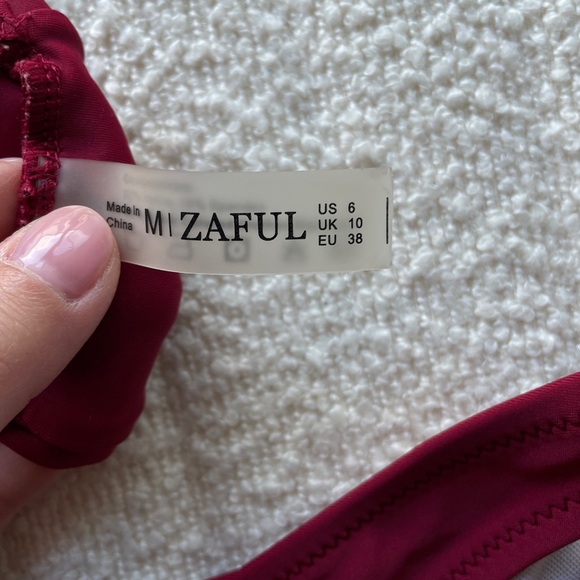 Made in
China
M| ZAFUL
US 6
UK 10
EU 38